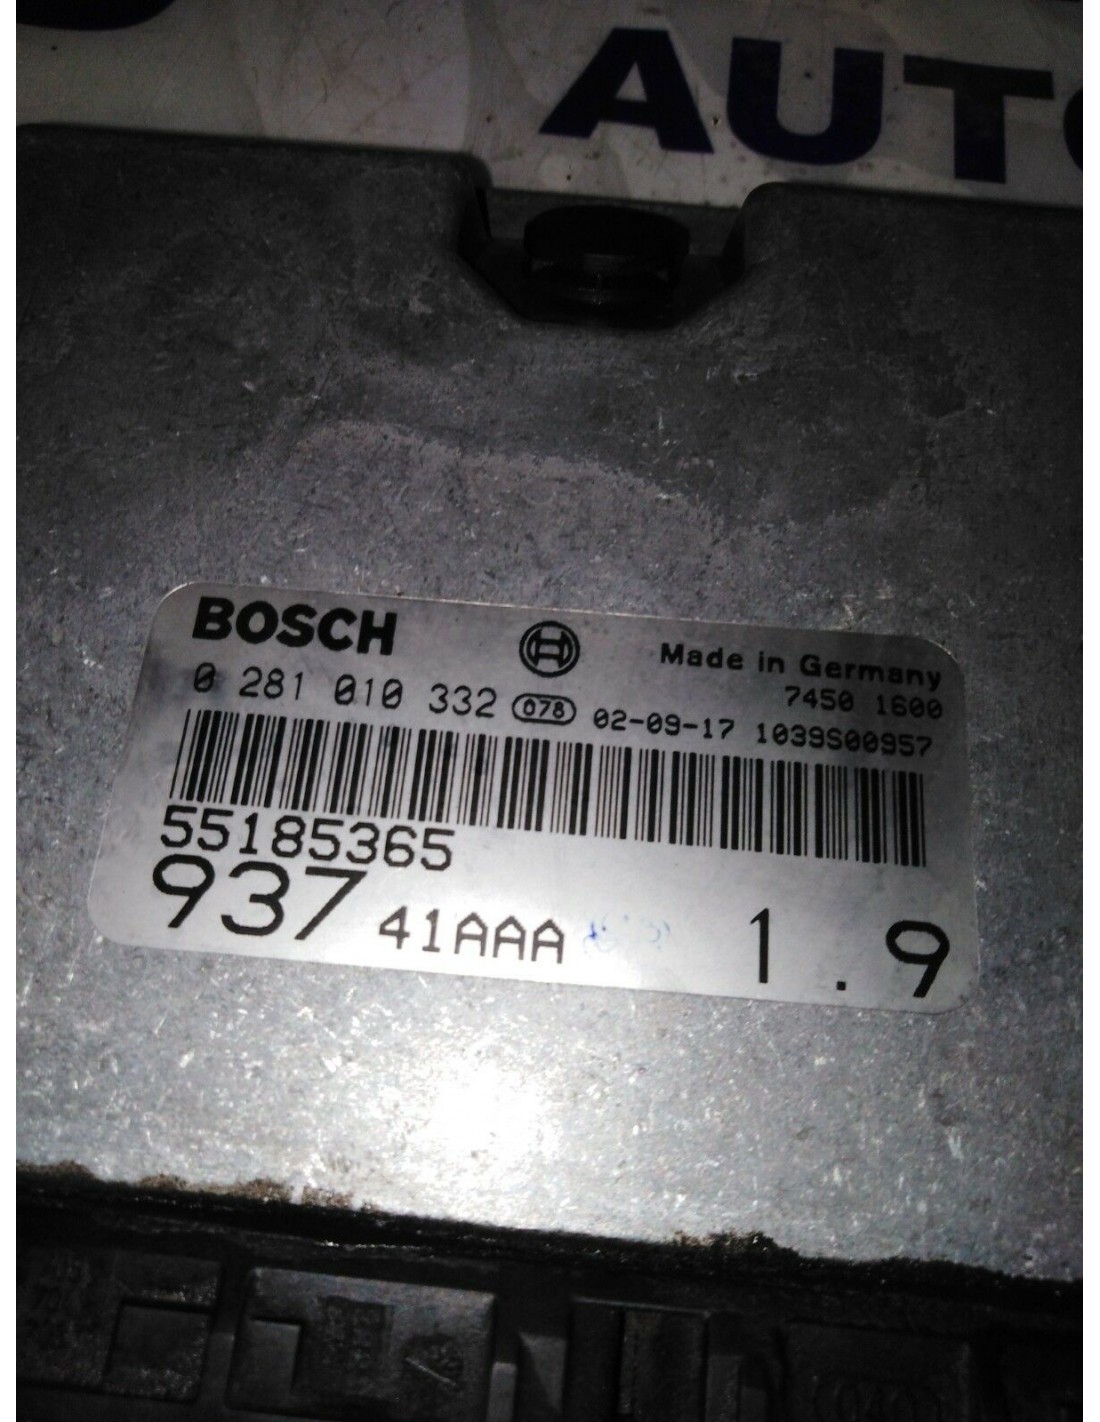 AUTO
BOSCH
Made in Germany
7450 1600
0 281 010 332 078 02-09-17 1039S00957
55185365
937 41AAA 1.9